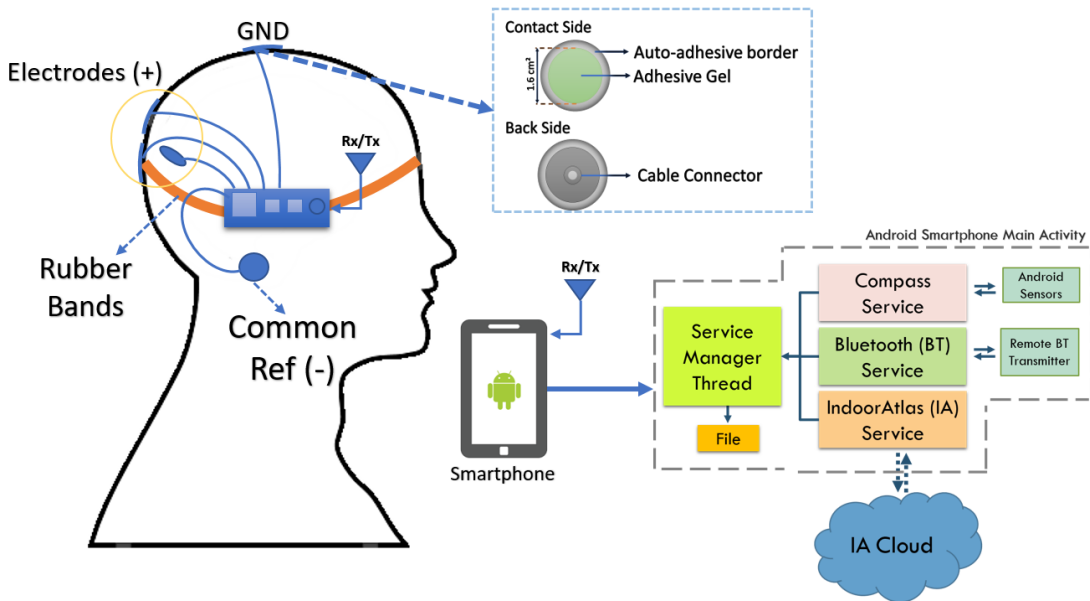 GND
Electrodes (+)
Rx/Tx
Rubber
Bands
Common
Ref (-)
Contact Side
1.6 cm²
Auto-adhesive border
Adhesive Gel
Back Side
Cable Connector
Rx/Tx
Smartphone
Android Smartphone Main Activity
Service
Manager
Thread
File
Compass
Service
Android
Sensors
Bluetooth (BT)
Service
Remote BT
Transmitter
IndoorAtlas (IA)
Service
IA Cloud